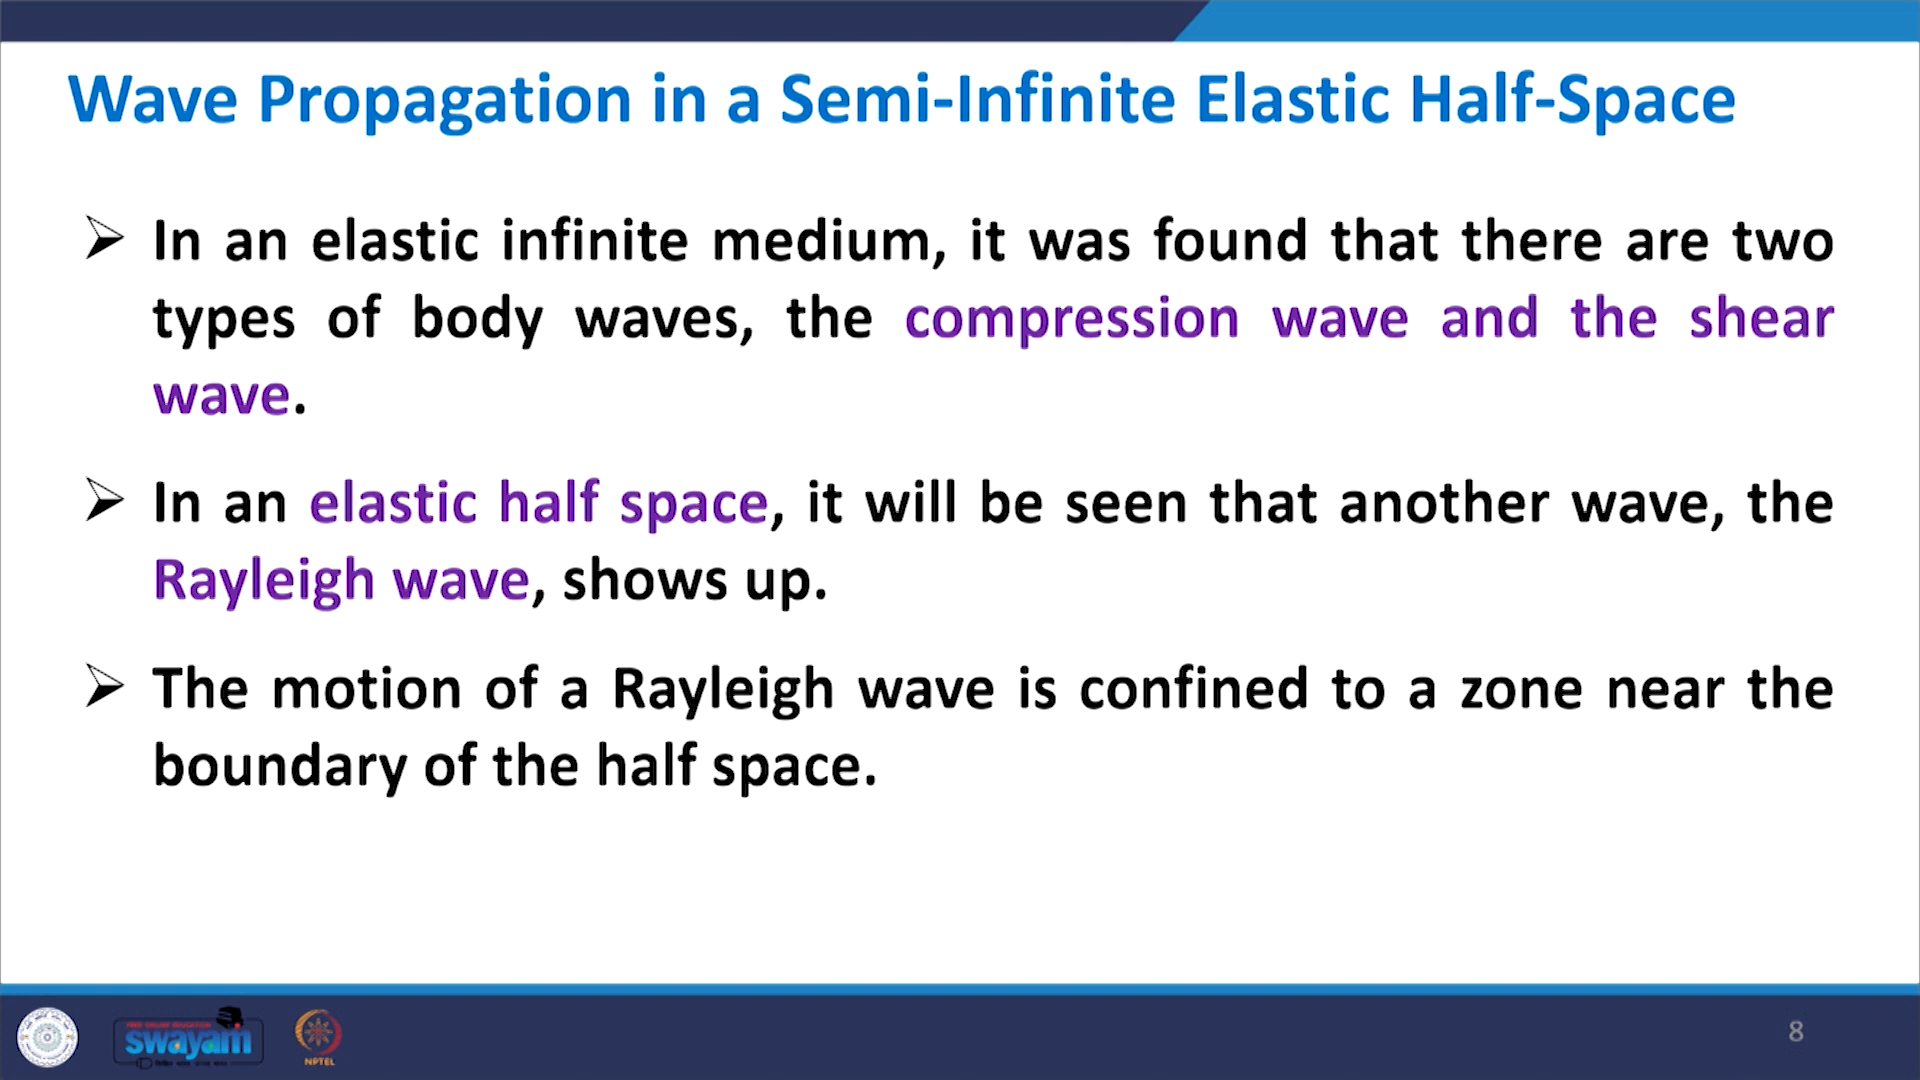 Wave Propagation in a Semi-Infinite Elastic Half-Space
In an elastic infinite medium, it was found that there are two
types of body waves, the compression wave and the shear
wave.
In an elastic half space, it will be seen that another wave, the
Rayleigh wave, shows up.
The motion of a Rayleigh wave is confined to a zone near the
boundary of the half space.
FREE ONLINE EDUCATION
swayam
NPTEL
8